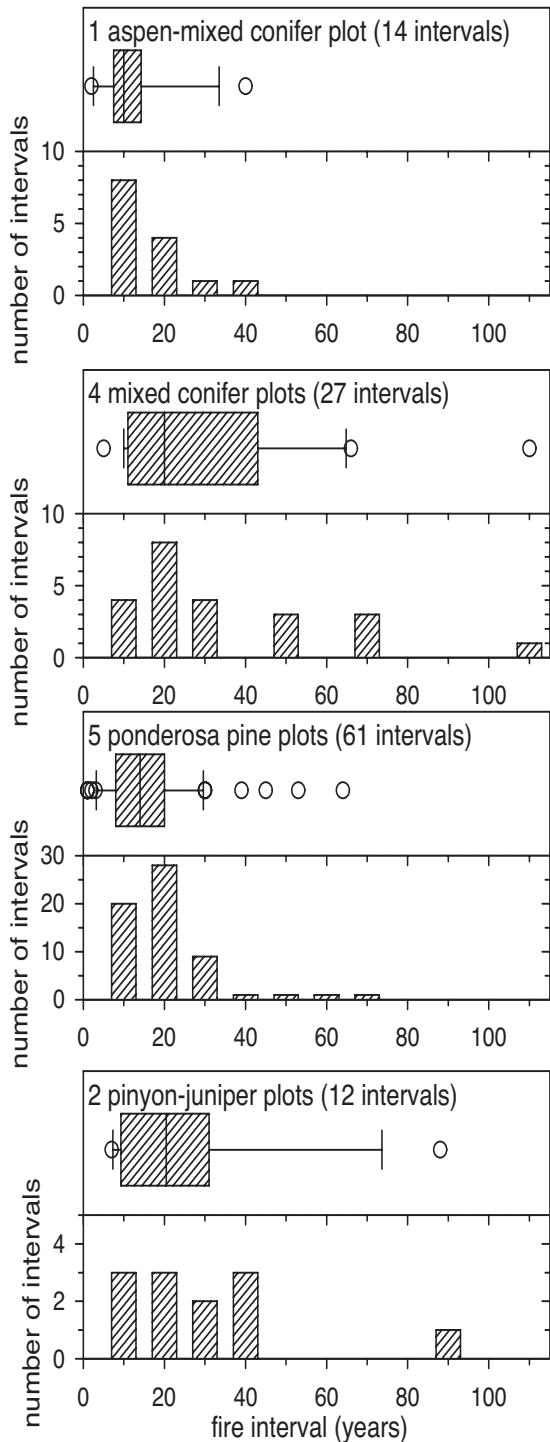 1 aspen-mixed conifer plot (14 intervals)
number of intervals
10
5
0
0 20 40 60 80 100
4 mixed conifer plots (27 intervals)
number of intervals
10
5
0
0 20 40 60 80 100
5 ponderosa pine plots (61 intervals)
number of intervals
30
20
10
0
0 20 40 60 80 100
2 pinyon-juniper plots (12 intervals)
number of intervals
4
2
0
0 20 40 60 80 100
fire interval (years)